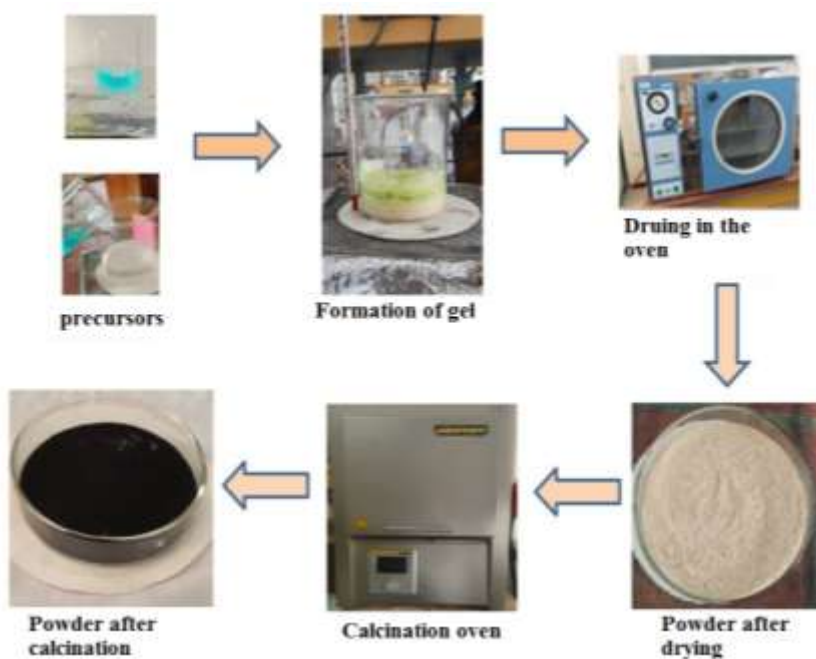 precursors
Formation of gel
Druing in the
oven
Powder after
calcination
Calcination oven
Powder after
drying